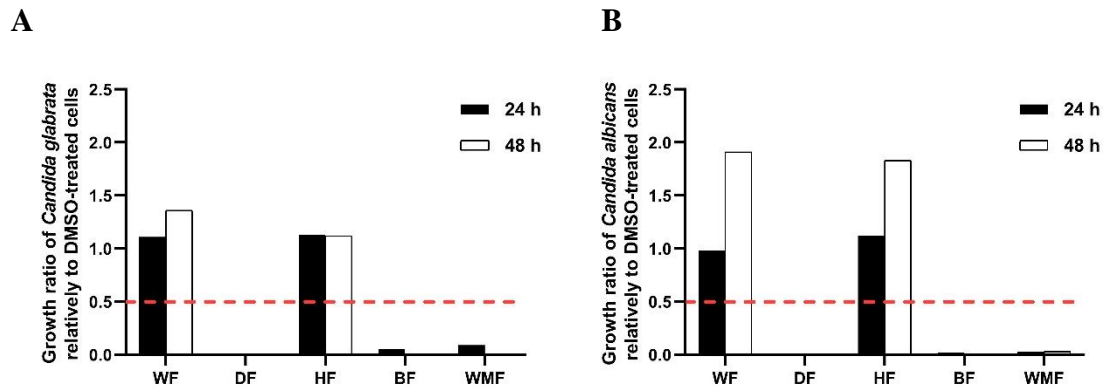 A
B
Growth ratio of Candida glabrata
relatively to DMSO-treated cells
2.5
2.0
1.5
1.0
0.5
0.0
24 h
48 h
WF DF HF BF WMF
Growth ratio of Candida albicans
relatively to DMSO-treated cells
2.5
2.0
1.5
1.0
0.5
0.0
24 h
48 h
WF DF HF BF WMF